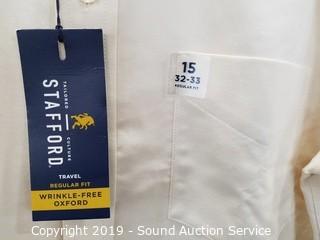 TAILORED CULTURE
STAFFORD
TRAVEL
REGULAR FIT
WRINKLE-FREE
OXFORD
15
32-33
REGULAR FIT
Copyright 2019 - Sound Auction Service